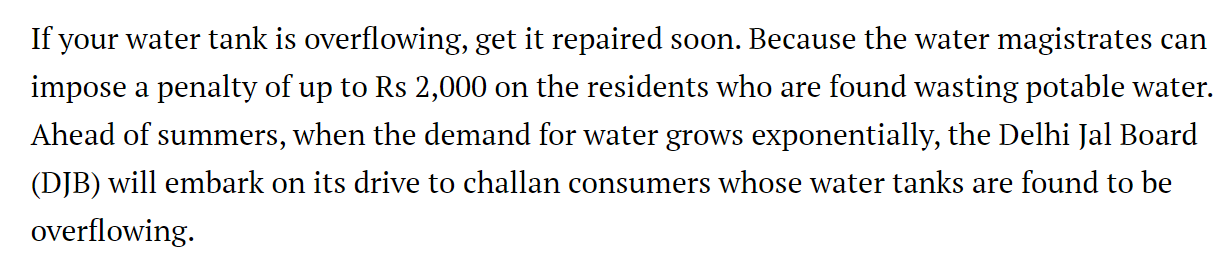 If your water tank is overflowing, get it repaired soon. Because the water magistrates can
impose a penalty of up to Rs 2,000 on the residents who are found wasting potable water.
Ahead of summers, when the demand for water grows exponentially, the Delhi Jal Board
(DJB) will embark on its drive to challan consumers whose water tanks are found to be
overflowing.